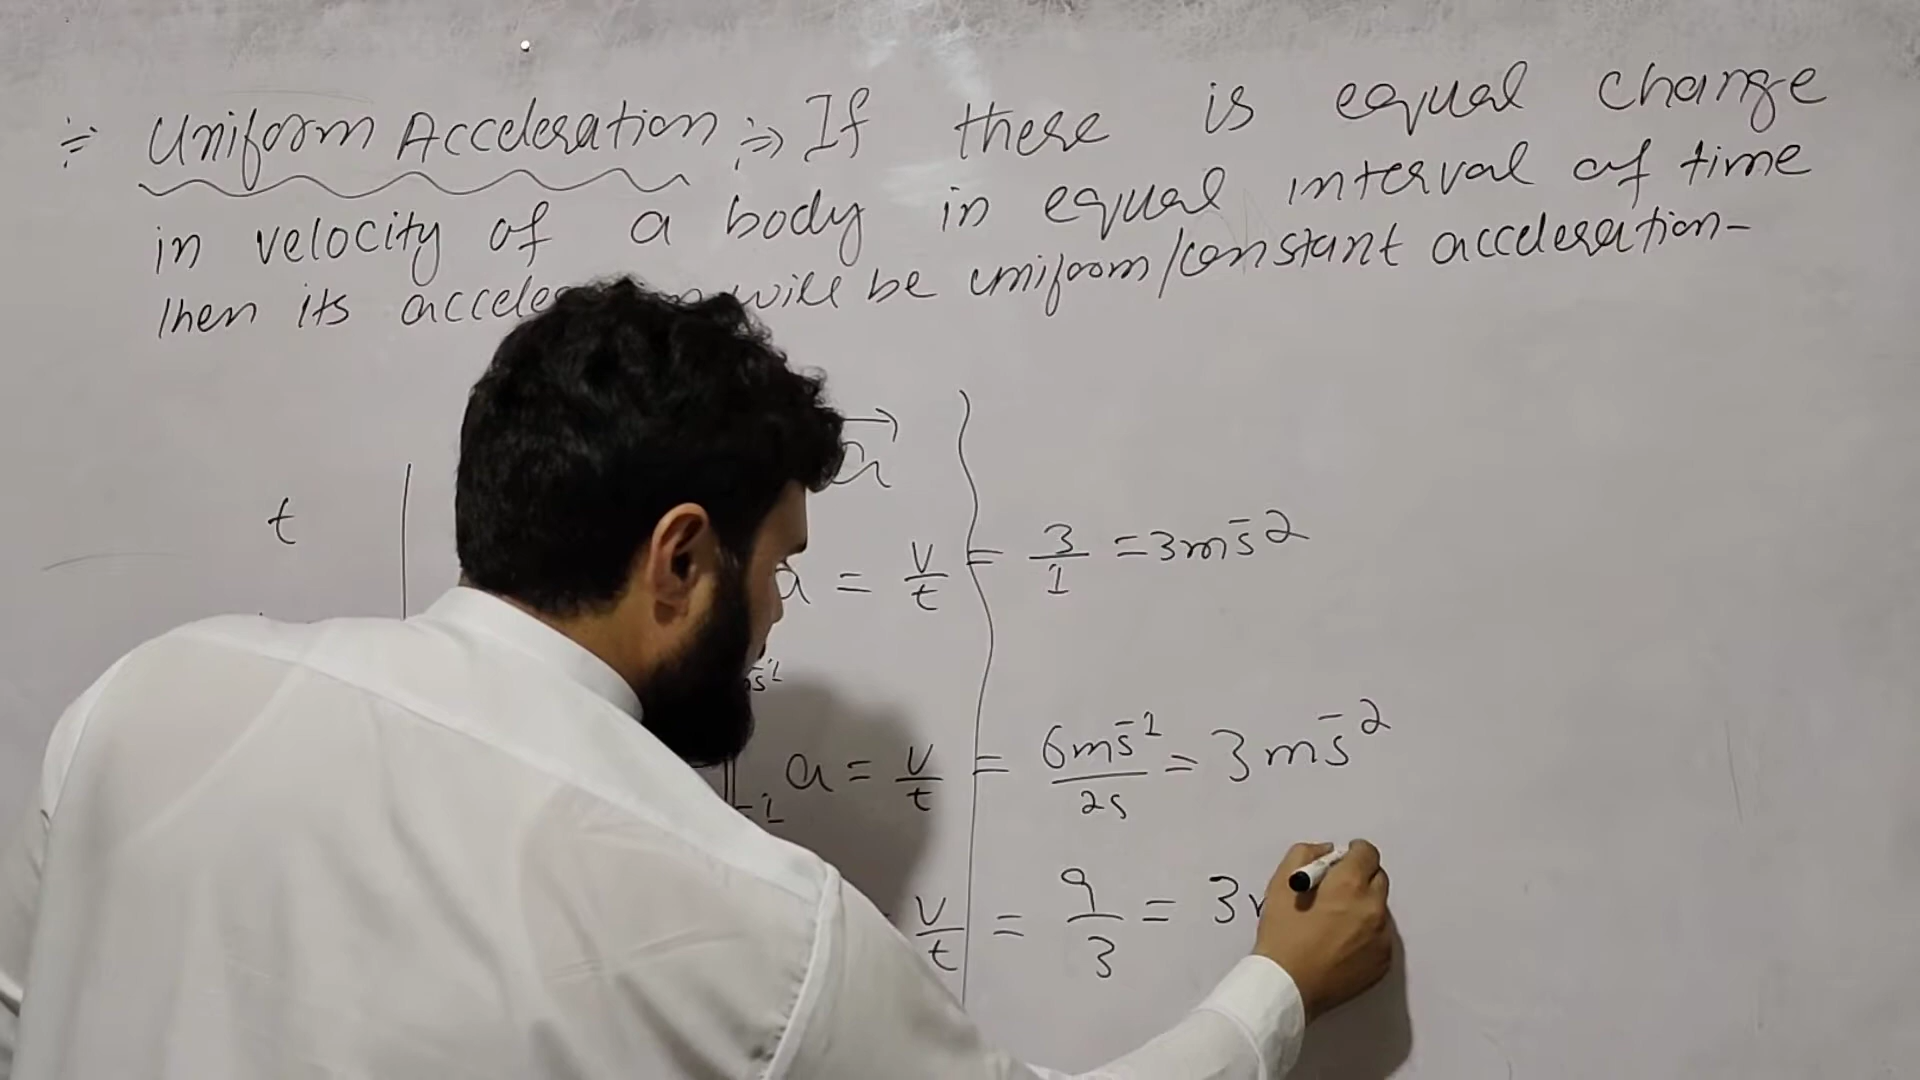 ÷ Uniform Acceleration :⇒ If there is equal change
in velocity of a body in equal interval of time
then its will be uniform/constant acceleration-
t
a
a = v/t = 3/1 = 3ms⁻²
a = v/t = 6ms⁻¹/2s = 3ms⁻²
v/t = 9/3 = 3